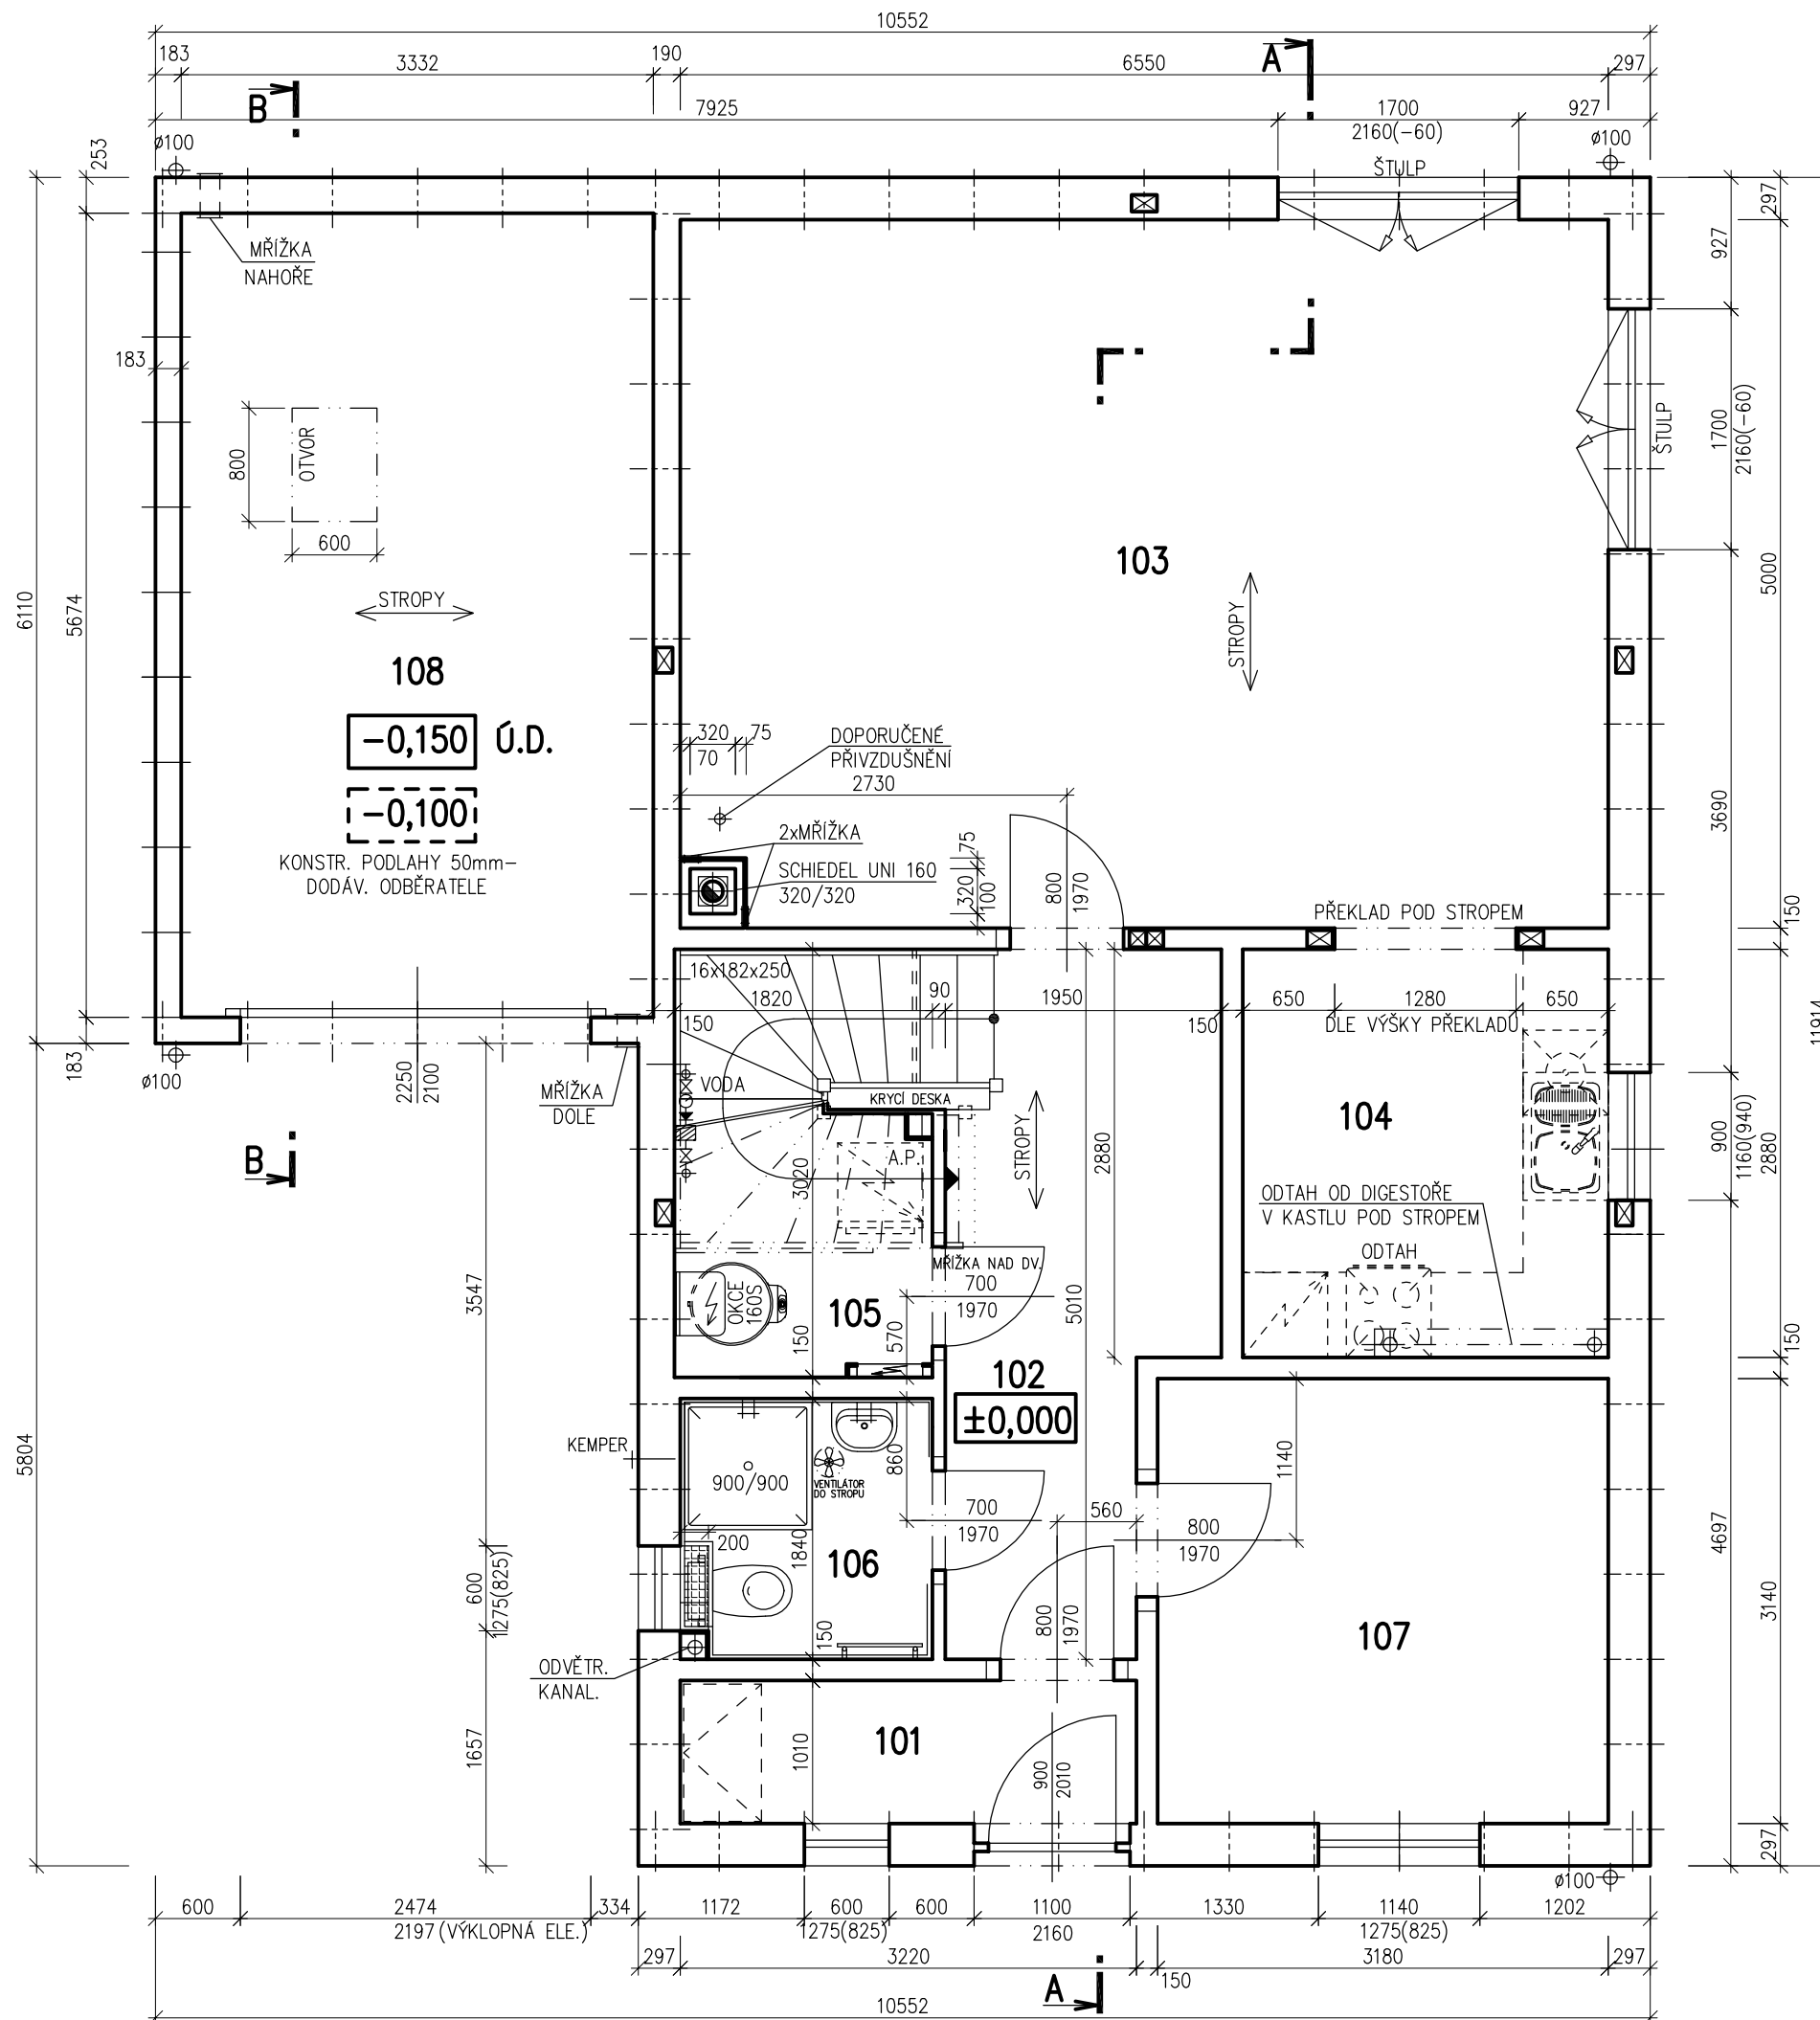 10552
183
3332
190
6550
297
A
B
7925
1700
927
2160(-60)
ø100
ø100
ŠTULP
253
297
MŘÍŽKA
NAHOŘE
927
183
OTVOR
800
600
1700
2160(-60)
ŠTULP
103
5000
6110
5674
STROPY
STROPY
108
-0,150
Ú.D.
-0,100
KONSTR. PODLAHY 50mm-
DODÁV. ODBĚRATELE
320
75
70
DOPORUČENÉ
PŘIVZDUŠNĚNÍ
2730
2xMŘÍŽKA
SCHIEDEL UNI 160
320/320
75
320
100
800
1970
3690
PŘEKLAD POD STROPEM
150
16x182x250
1820
90
1950
650
1280
650
150
150
DLE VÝŠKY PŘEKLADU
11914
183
ø100
2250
2100
MŘÍŽKA
DOLE
VODA
KRYCÍ DESKA
STROPY
2880
104
900
1160(940)
2880
B
A.P.
3020
ODTAH OD DIGESTOŘE
V KASTLU POD STROPEM
ODTAH
MŘÍŽKA NAD DV.
700
1970
OKCE
160S
105
570
150
5010
3547
150
102
±0,000
5804
KEMPER
900/900
VENTILÁTOR
DO STROPU
860
1140
700
1970
560
800
1970
200
1840
106
600
1275(825)
4697
3140
800
1970
107
150
ODVĚTR.
KANAL.
1657
101
1010
900
2010
297
ø100
600
2474
334
1172
600
600
1100
1330
1140
1202
2197 (VÝKLOPNÁ ELE.)
1275(825)
2160
1275(825)
297
3220
3180
297
150
A
10552